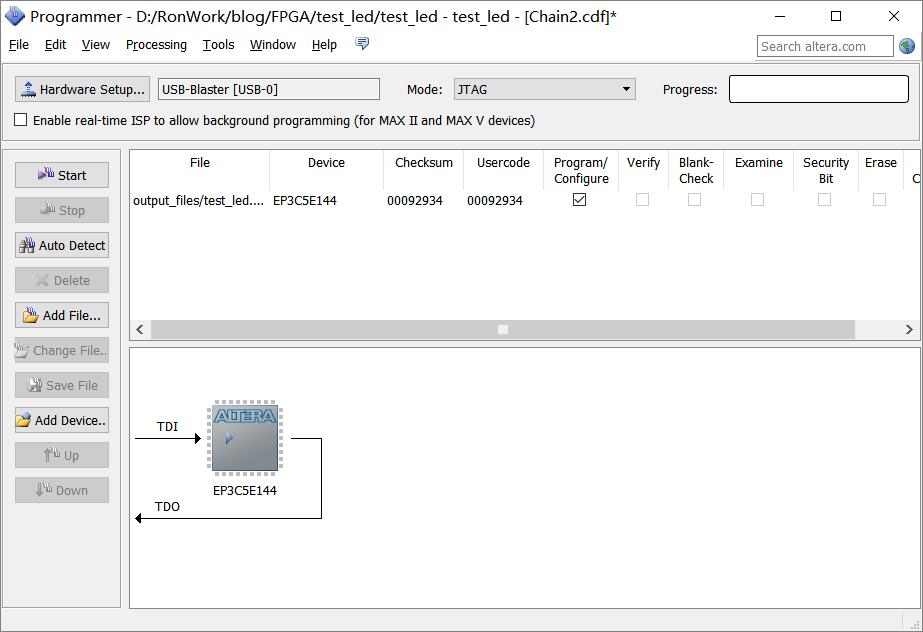 Programmer - D:/RonWork/blog/FPGA/test_led/test_led - test_led - [Chain2.cdf]*
File Edit View Processing Tools Window Help
Search altera.com
Hardware Setup... USB-Blaster [USB-0] Mode: JTAG Progress:
Enable real-time ISP to allow background programming (for MAX II and MAX V devices)
Start
Stop
Auto Detect
Delete
Add File...
Change File..
Save File
Add Device..
Up
Down
File Device Checksum Usercode Program/ Verify Blank- Examine Security Erase
Configure Check Bit C
output_files/test_led.... EP3C5E144 00092934 00092934
ALTERA
TDI
EP3C5E144
TDO